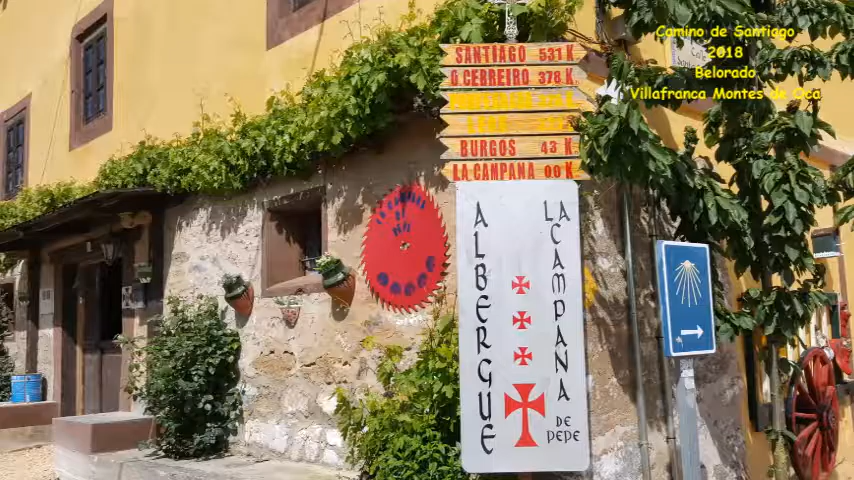 Camino de Santiago
2018
Belorado
Villafranca Montes de Oca
SANTIAGO 531 K
O CEBREIRO 378 K
BURGOS 43 K
LA CAMPANA 00 K
ALBERGUE
LA CAMPANA
DE
PEPE